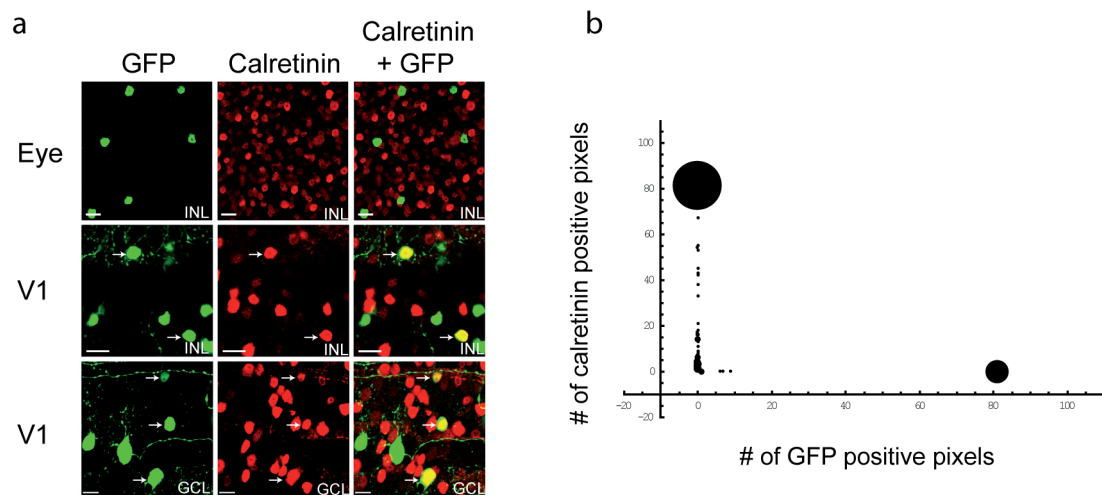 a
GFP
Calretinin
Calretinin
+ GFP
Eye
INL
INL
INL
V1
INL
INL
INL
V1
GCL
GCL
GCL
b
# of calretinin positive pixels
100
80
60
40
20
0
−20
−20
0
20
40
60
80
100
# of GFP positive pixels